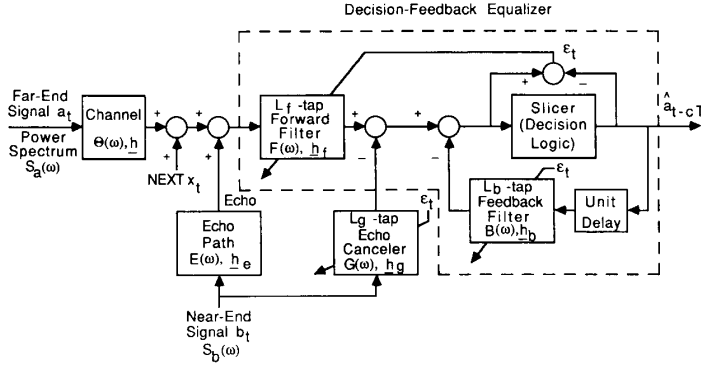 Decision-Feedback Equalizer
Far-End
Signal a_t
Power
Spectrum
S_a(ω)
Channel
Θ(ω), h
+
+
+
+
NEXT x_t
Echo
Echo
Path
E(ω), h_e
Near-End
Signal b_t
S_b(ω)
L_f -tap
Forward
Filter
F(ω), h_f
+
−
L_g -tap
Echo
Canceler
G(ω), h_g
ε_t
+
−
ε_t
+
−
Slicer
(Decision
Logic)
â_t-cT
L_b -tap
Feedback
Filter
B(ω), h_b
ε_t
Unit
Delay